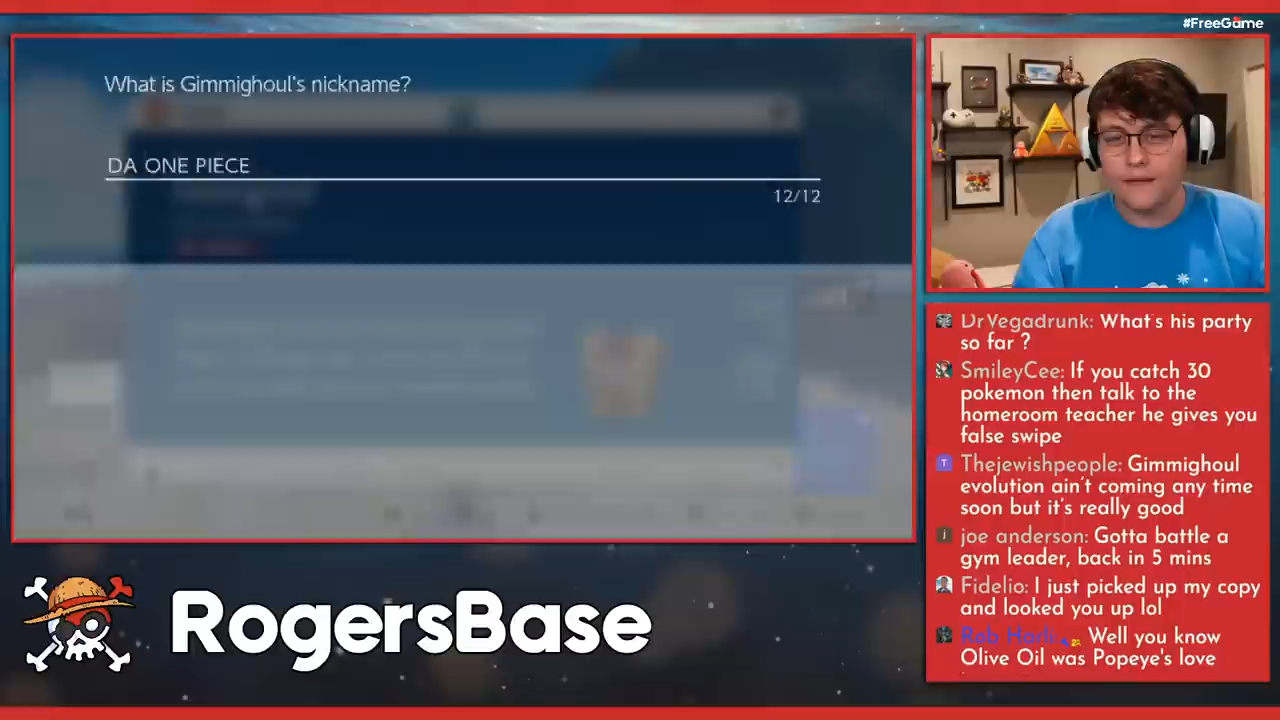 #FreeGame
What is Gimmighoul's nickname?
DA ONE PIECE
12/12
DrVegadrunk: What's his party
so far ?
SmileyCee: If you catch 30
pokemon then talk to the
homeroom teacher he gives you
false swipe
T
Thejewishpeople: Gimmighoul
evolution ain't coming any time
soon but it's really good
j
joe anderson: Gotta battle a
gym leader, back in 5 mins
Fidelio: I just picked up my copy
and looked you up lol
Rob Harli Well you know
Olive Oil was Popeye's love
RogersBase